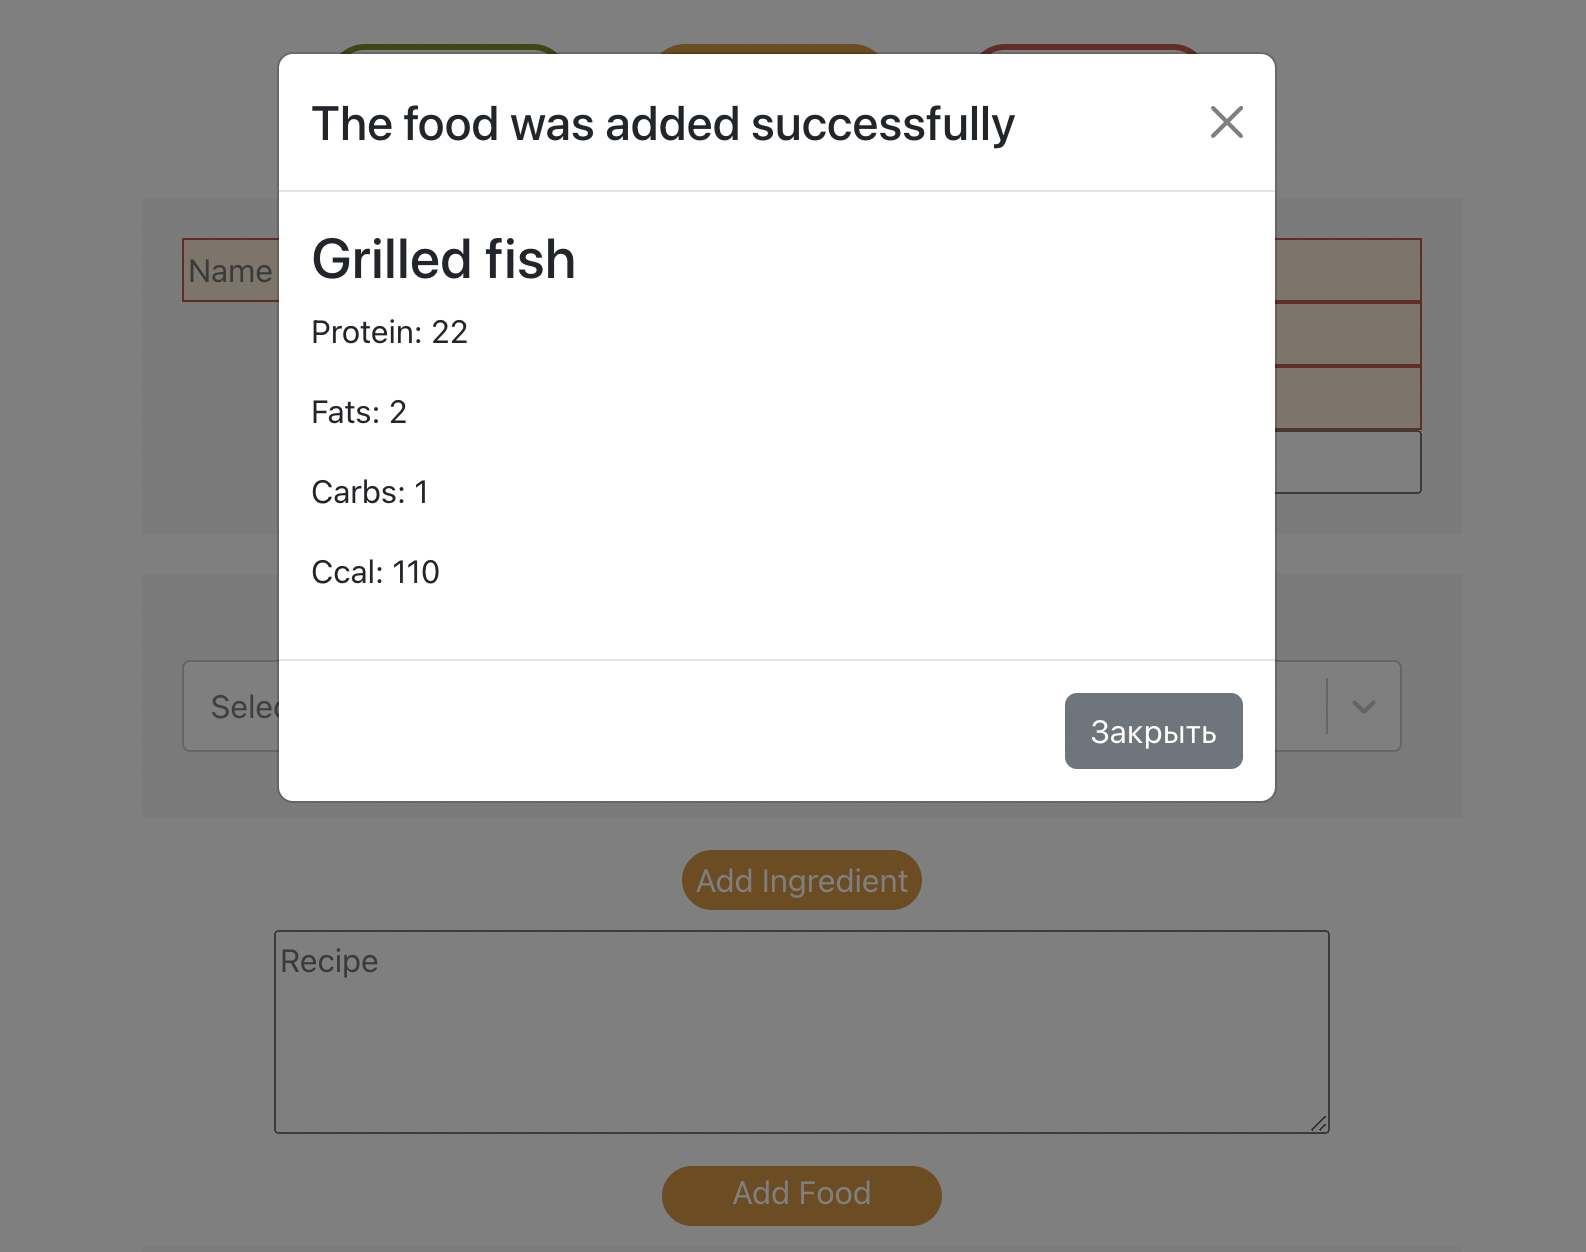 The food was added successfully
Name
Grilled fish
Protein: 22
Fats: 2
Carbs: 1
Ccal: 110
Закрыть
Add Ingredient
Recipe
Add Food